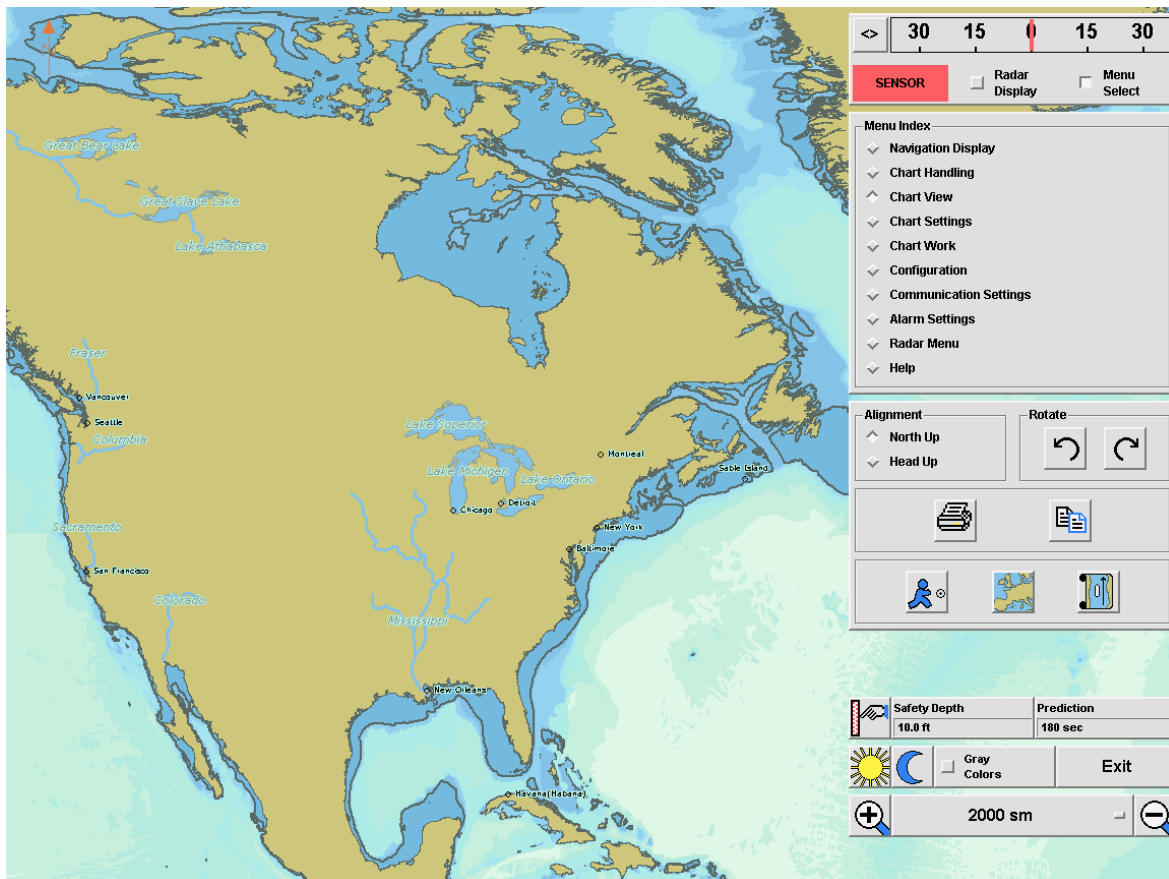 <> 30 15 0 15 30
SENSOR
Radar
Display
Menu
Select
Menu Index
Navigation Display
Chart Handling
Chart View
Chart Settings
Chart Work
Configuration
Communication Settings
Alarm Settings
Radar Menu
Help
Alignment
North Up
Head Up
Rotate
Safety Depth
10.0 ft
Prediction
180 sec
Gray
Colors
Exit
2000 sm
Great Bear Lake
Great Slave Lake
Lake Athabasca
Fraser
Vancouver
Seattle
Columbia
Lake Superior
Lake Michigen
Lake Ontario
Montreal
Sable Island
Chicago
Detroit
New York
Baltimore
Sacramento
San Francisco
Colorado
Mississippi
New Orleans
Havana(Habana)